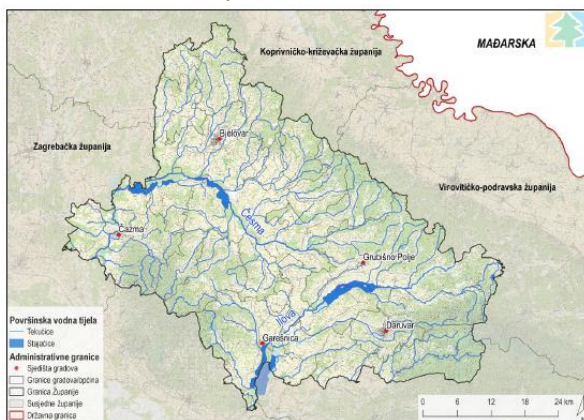 Koprivničko-križevačka županija
MAĐARSKA
Zagrebačka županija
Bjelovar
Virovitičko-podravska županija
Česma
Čazma
Grubišno Polje
Ilova
Daruvar
Garešnica
Površinska vodna tijela
Tekućice
Stajaćice
Administrativne granice
Sjedišta gradova
Granice gradova/općina
Granica Županije
Susjedne županije
Državna granica
0 6 12 18 24 km